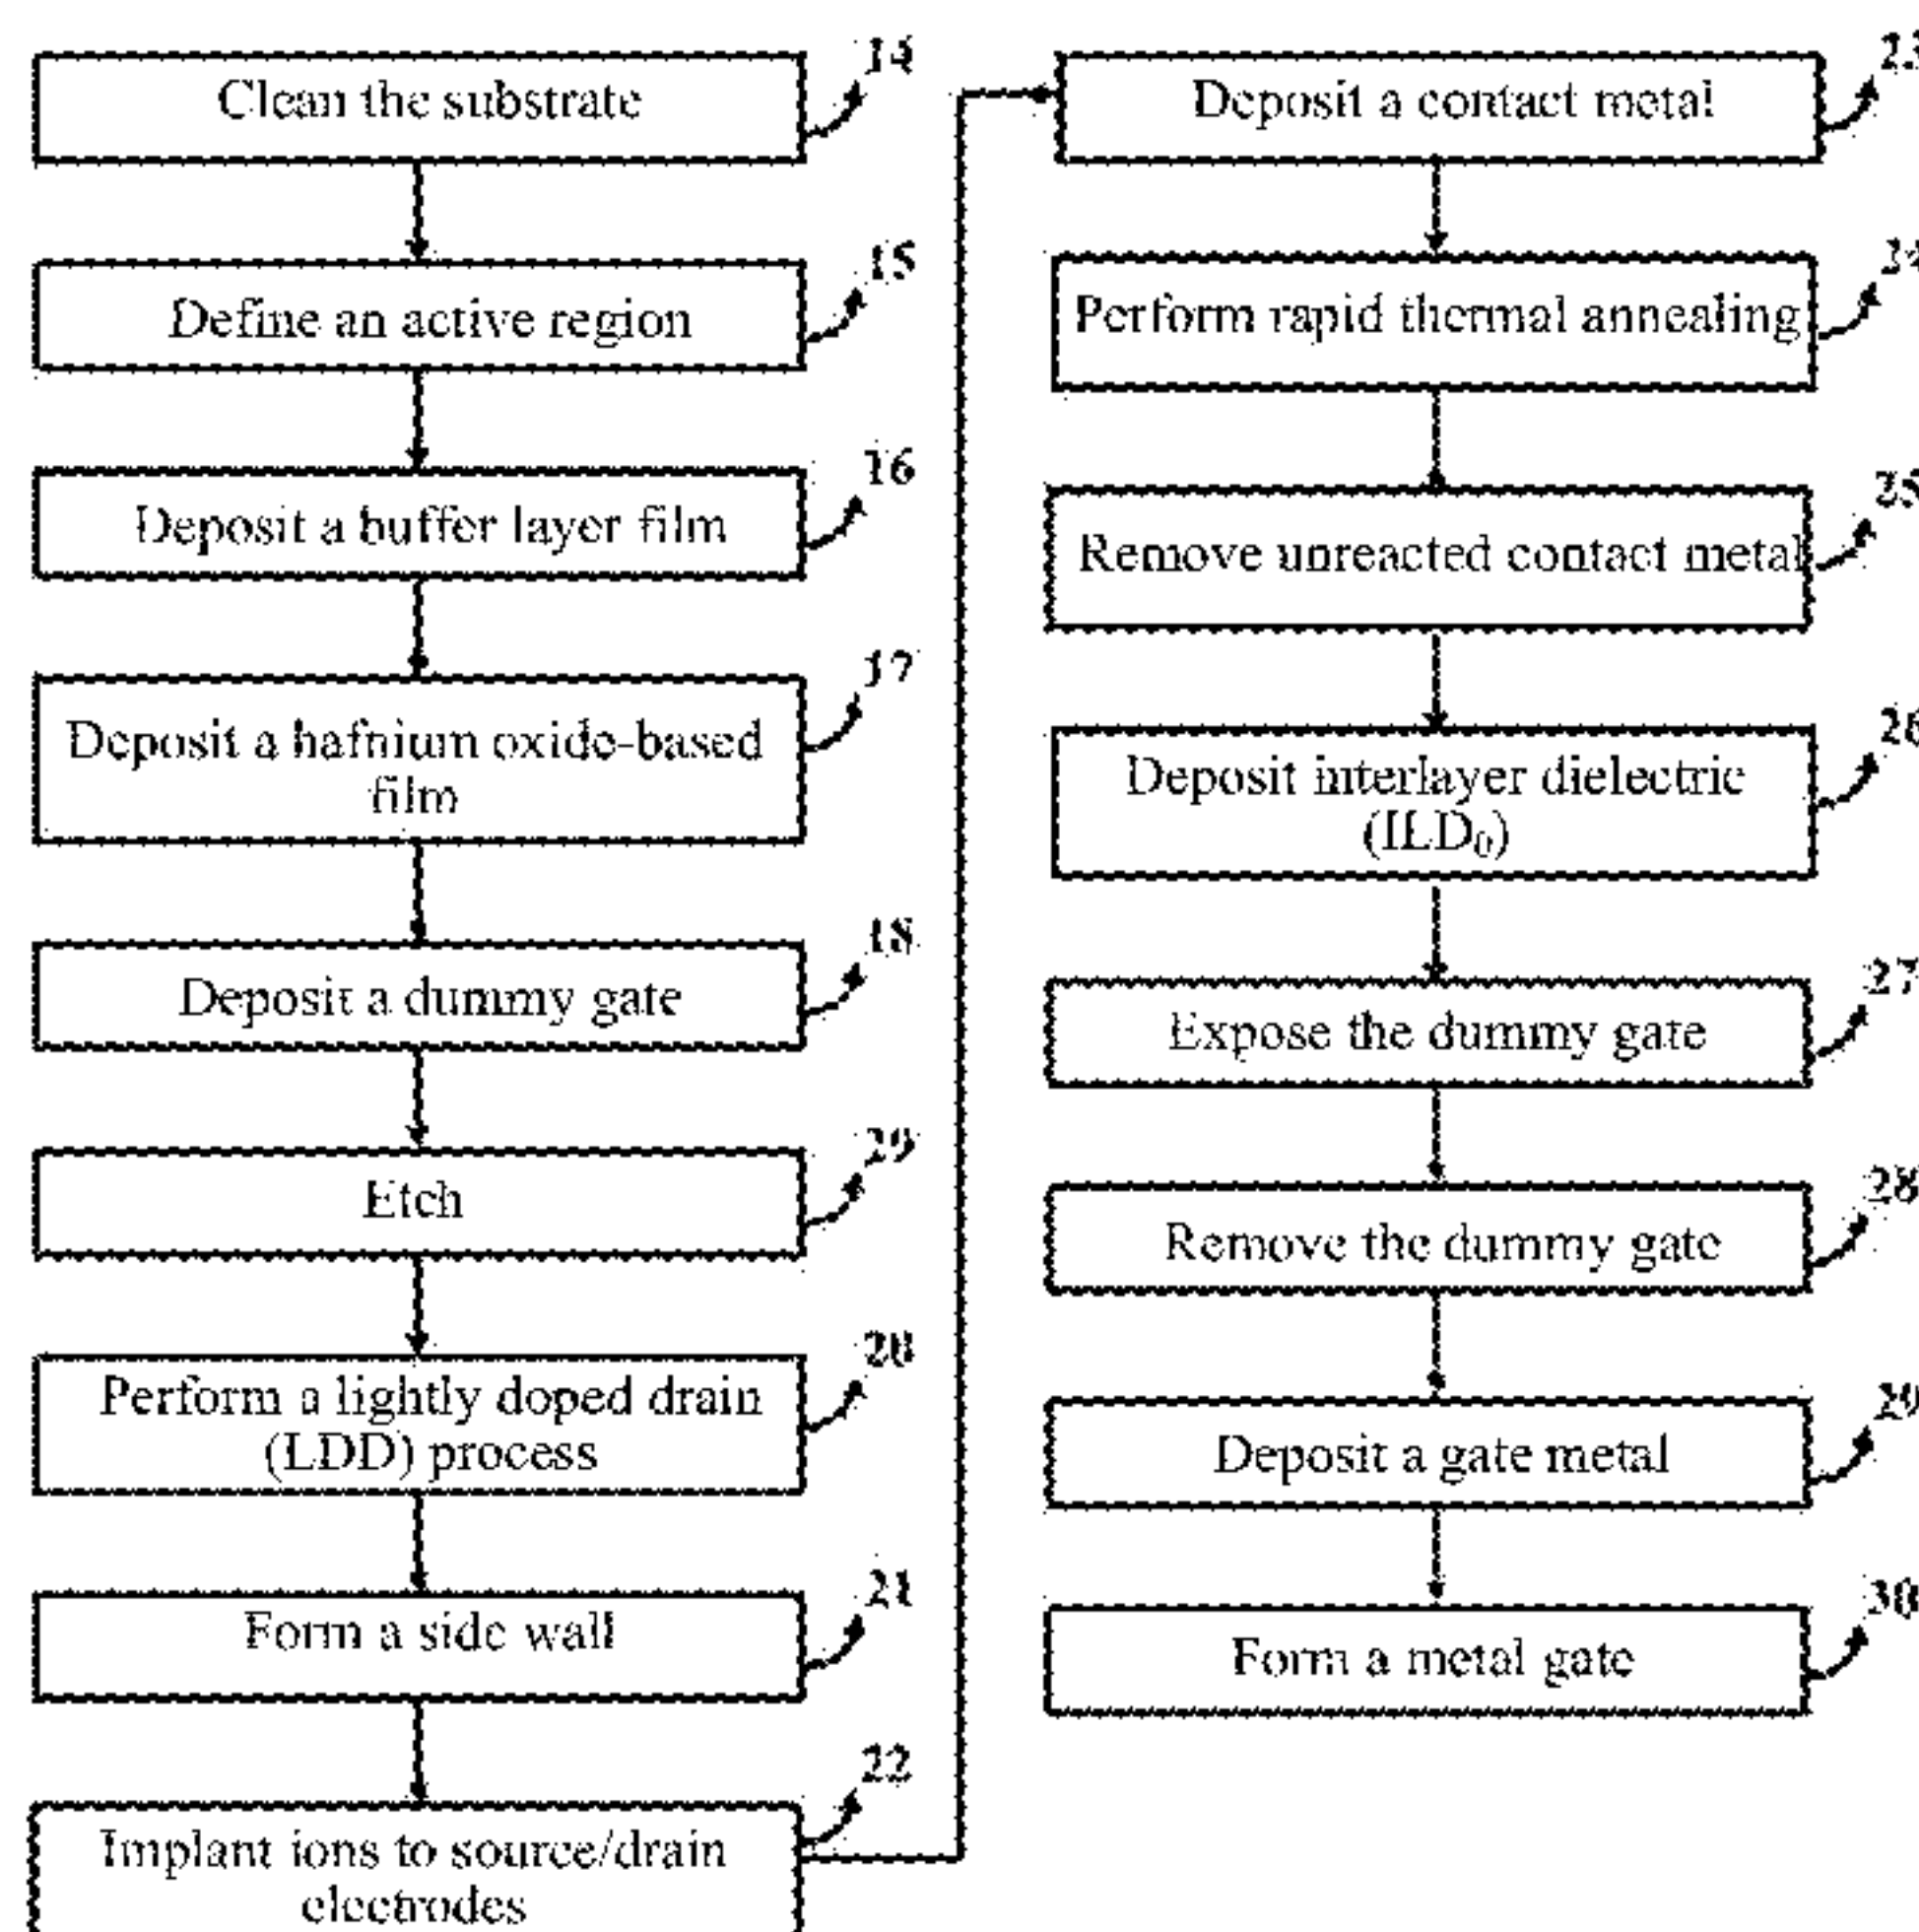 Clean the substrate
14
Define an active region
15
Deposit a buffer layer film
16
Deposit a hafnium oxide-based
film
17
Deposit a dummy gate
18
Etch
29
Perform a lightly doped drain
(LDD) process
20
Form a side wall
21
Implant ions to source/drain
electrodes
22
Deposit a contact metal
23
Perform rapid thermal annealing
24
Remove unreacted contact metal
25
Deposit interlayer dielectric
(ILD₀)
26
Expose the dummy gate
27
Remove the dummy gate
28
Deposit a gate metal
29
Form a metal gate
30